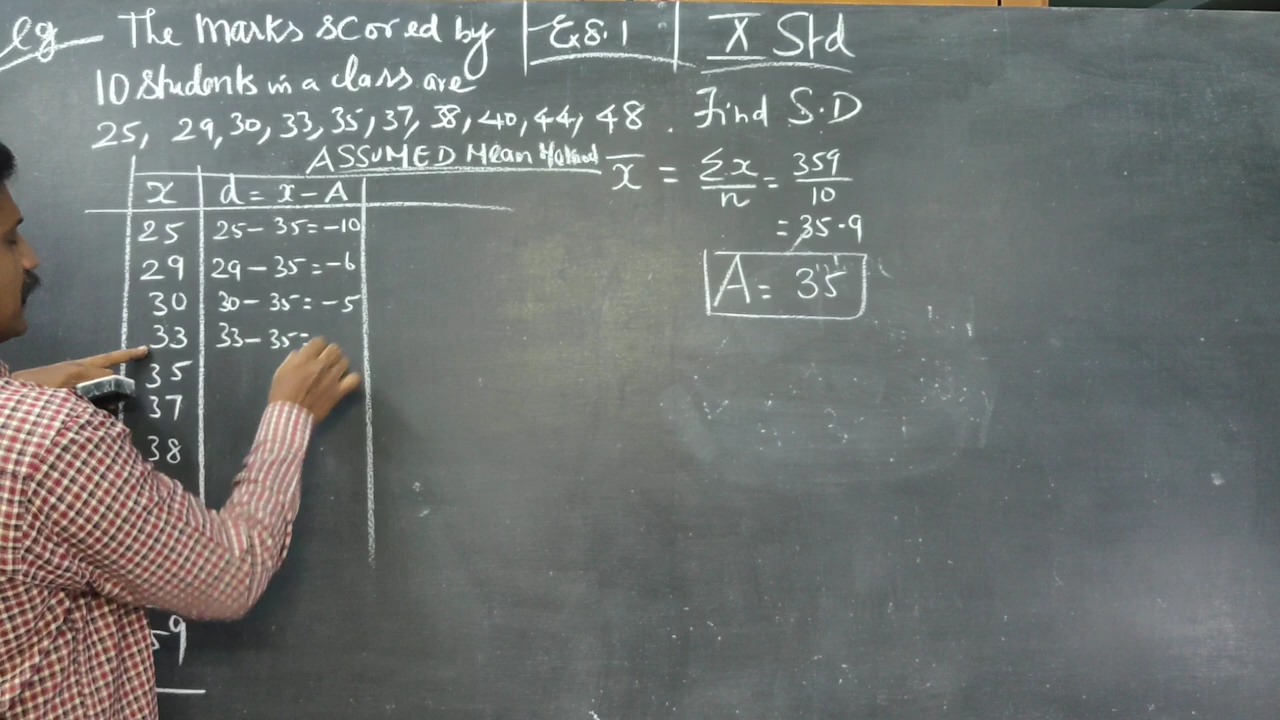 eg The marks scored by Ex 8.1 X Std
10 students in a class are
25, 29, 30, 33, 35, 37, 38, 40, 44, 48. Find S.D
ASSUMED Mean Method
x̄ = Σx/n = 359/10
= 35.9
A = 35
x d = x - A
25 25 - 35 = -10
29 29 - 35 = -6
30 30 - 35 = -5
33 33 - 35 =
35
37
38
59